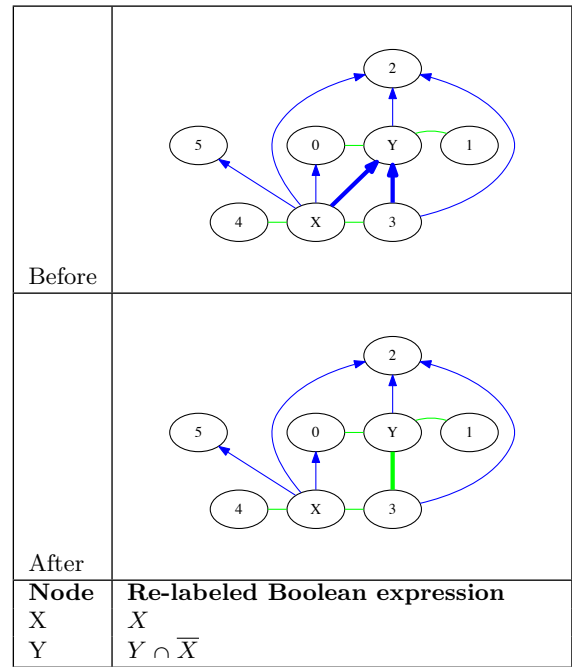 2
5 0 Y 1
4 X 3
Before
2
5 0 Y 1
4 X 3
After
Node Re-labeled Boolean expression
X X
Y Y ∩ X̅